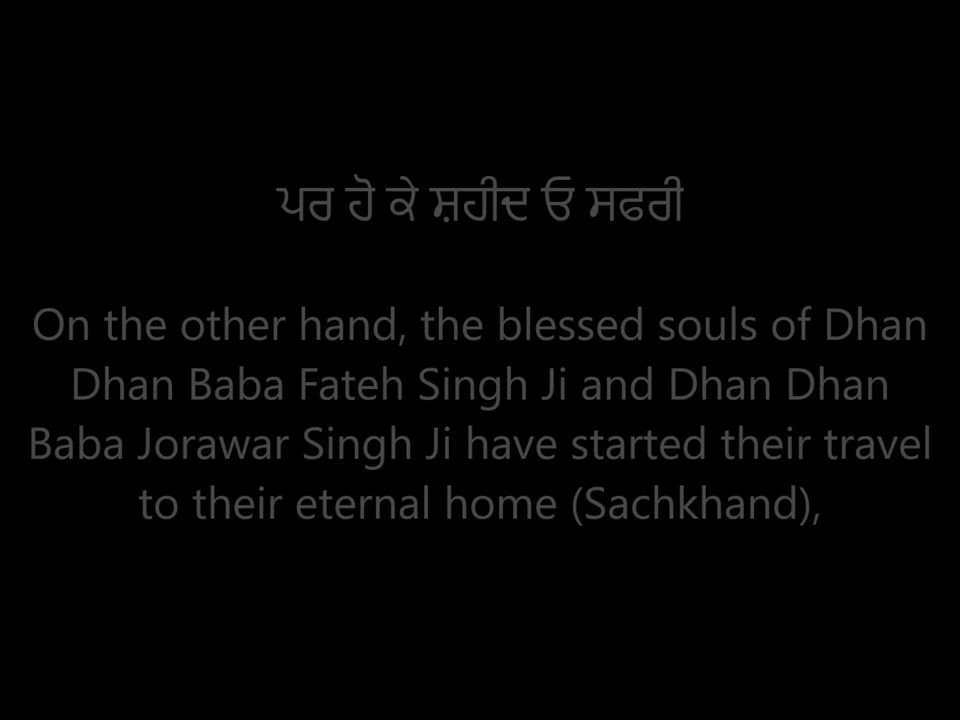 ਪਰ ਹੋ ਕੇ ਸ਼ਹੀਦ ਓ ਸਫਰੀ
On the other hand, the blessed souls of Dhan
Dhan Baba Fateh Singh Ji and Dhan Dhan
Baba Jorawar Singh Ji have started their travel
to their eternal home (Sachkhand),